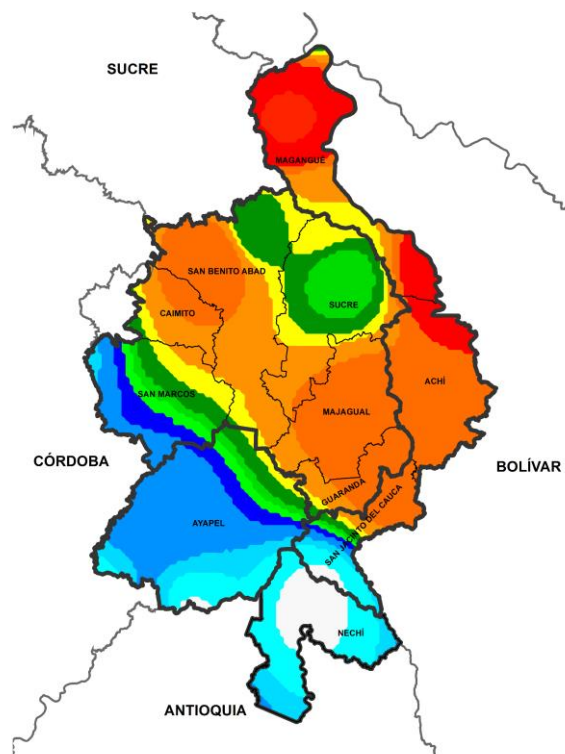 SUCRE
MAGANGUÉ
SAN BENITO ABAD
SUCRE
CAIMITO
ACHÍ
SAN MARCOS
MAJAGUAL
CÓRDOBA
BOLÍVAR
GUARANDA
SAN JACINTO DEL CAUCA
AYAPEL
NECHÍ
ANTIOQUIA